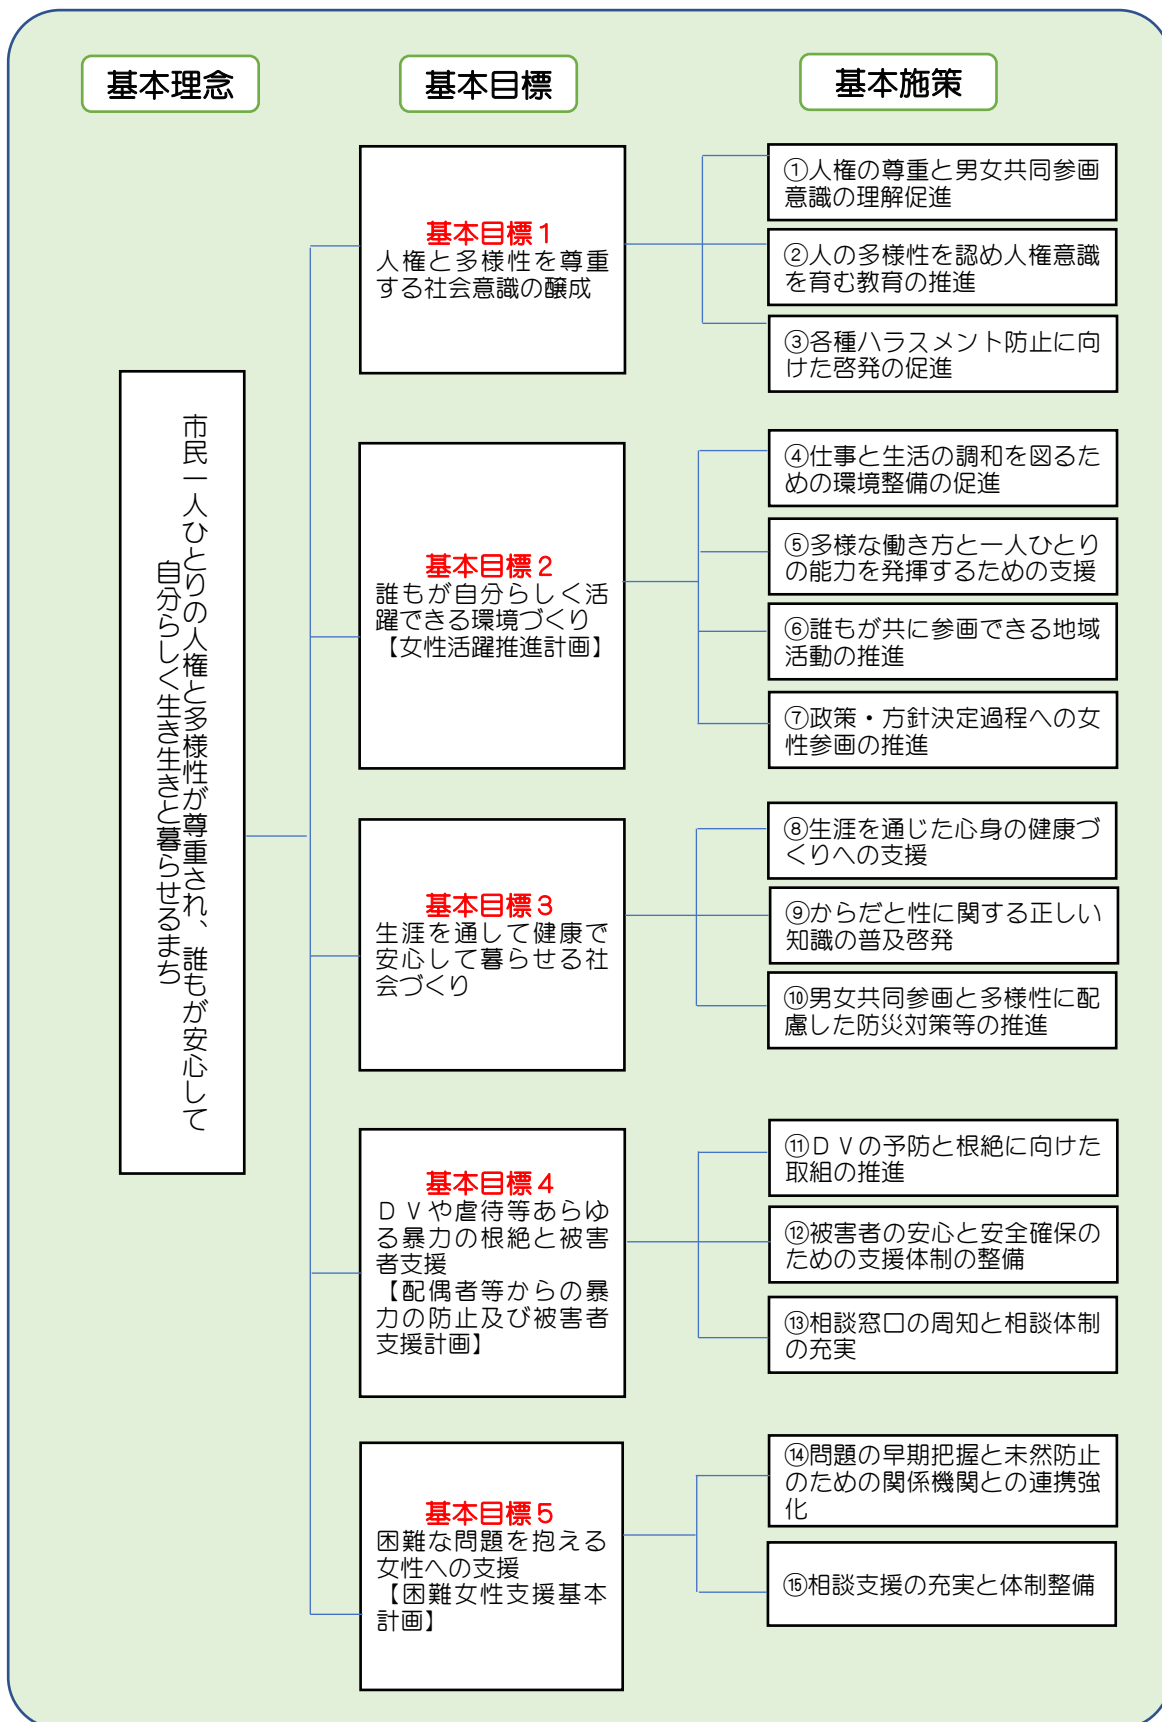 基本理念
基本目標
基本施策
市民一人ひとりの人権と多様性が尊重され、誰もが安心して
自分らしく生き生きと暮らせるまち
基本目標１
人権と多様性を尊重
する社会意識の醸成
①人権の尊重と男女共同参画
意識の理解促進
②人の多様性を認め人権意識
を育む教育の推進
③各種ハラスメント防止に向
けた啓発の促進
基本目標２
誰もが自分らしく活
躍できる環境づくり
【女性活躍推進計画】
④仕事と生活の調和を図るた
めの環境整備の促進
⑤多様な働き方と一人ひとり
の能力を発揮するための支援
⑥誰もが共に参画できる地域
活動の推進
⑦政策・方針決定過程への女
性参画の推進
基本目標３
生涯を通して健康で
安心して暮らせる社
会づくり
⑧生涯を通じた心身の健康づ
くりへの支援
⑨からだと性に関する正しい
知識の普及啓発
⑩男女共同参画と多様性に配
慮した防災対策等の推進
基本目標４
ＤＶや虐待等あらゆ
る暴力の根絶と被害
者支援
【配偶者等からの暴
力の防止及び被害者
支援計画】
⑪ＤＶの予防と根絶に向けた
取組の推進
⑫被害者の安心と安全確保の
ための支援体制の整備
⑬相談窓口の周知と相談体制
の充実
基本目標５
困難な問題を抱える
女性への支援
【困難女性支援基本
計画】
⑭問題の早期把握と未然防止
のための関係機関との連携強
化
⑮相談支援の充実と体制整備